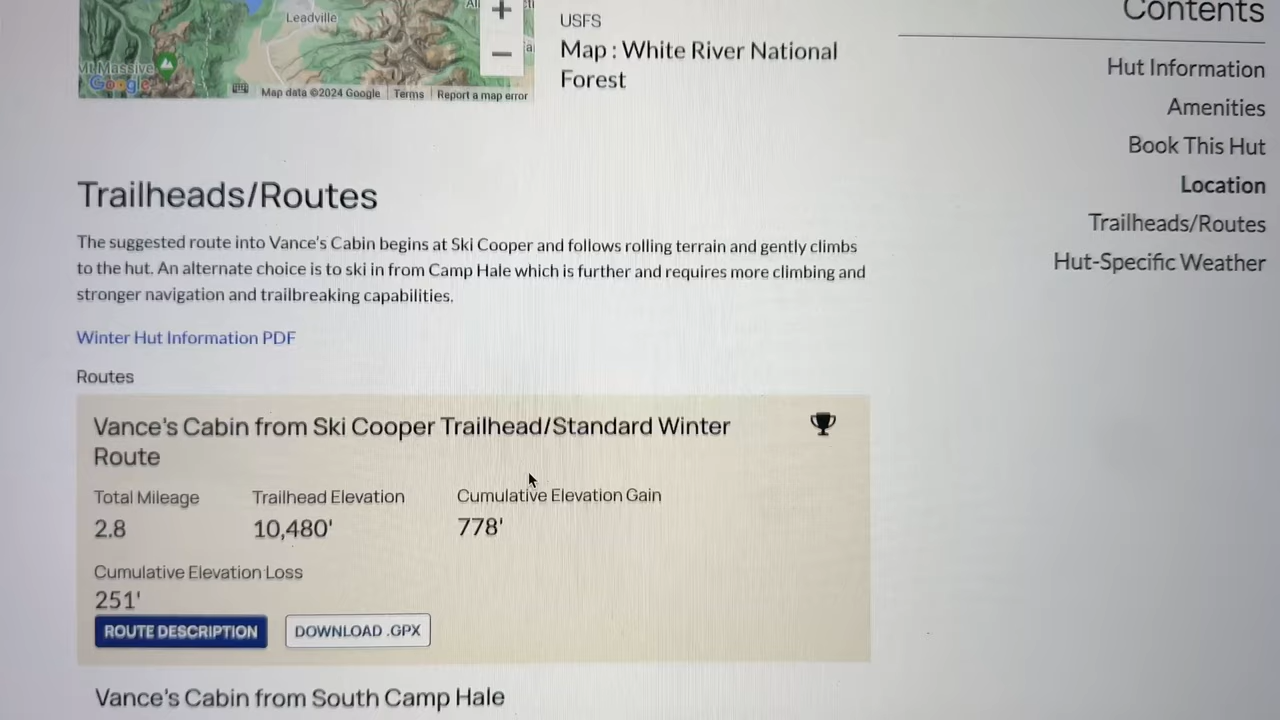 Leadville
Mt Massive
Google
Map data ©2024 Google
Terms
Report a map error
USFS
Map : White River National
Forest
Contents
Hut Information
Amenities
Book This Hut
Location
Trailheads/Routes
Hut-Specific Weather
Trailheads/Routes
The suggested route into Vance's Cabin begins at Ski Cooper and follows rolling terrain and gently climbs
to the hut. An alternate choice is to ski in from Camp Hale which is further and requires more climbing and
stronger navigation and trailbreaking capabilities.
Winter Hut Information PDF
Routes
Vance's Cabin from Ski Cooper Trailhead/Standard Winter
Route
Total Mileage
2.8
Trailhead Elevation
10,480'
Cumulative Elevation Gain
778'
Cumulative Elevation Loss
251'
ROUTE DESCRIPTION
DOWNLOAD .GPX
Vance's Cabin from South Camp Hale